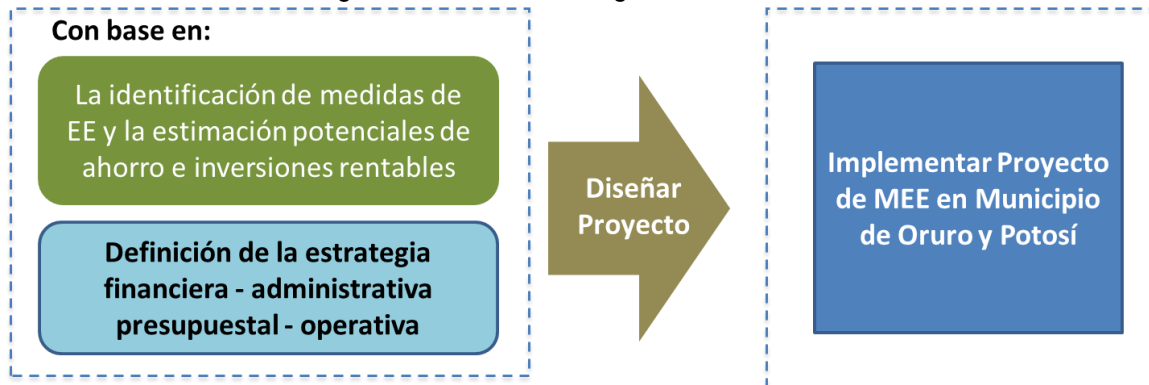 Con base en:
La identificación de medidas de
EE y la estimación potenciales de
ahorro e inversiones rentables
Definición de la estrategia
financiera - administrativa
presupuestal - operativa
Diseñar
Proyecto
Implementar Proyecto
de MEE en Municipio
de Oruro y Potosí